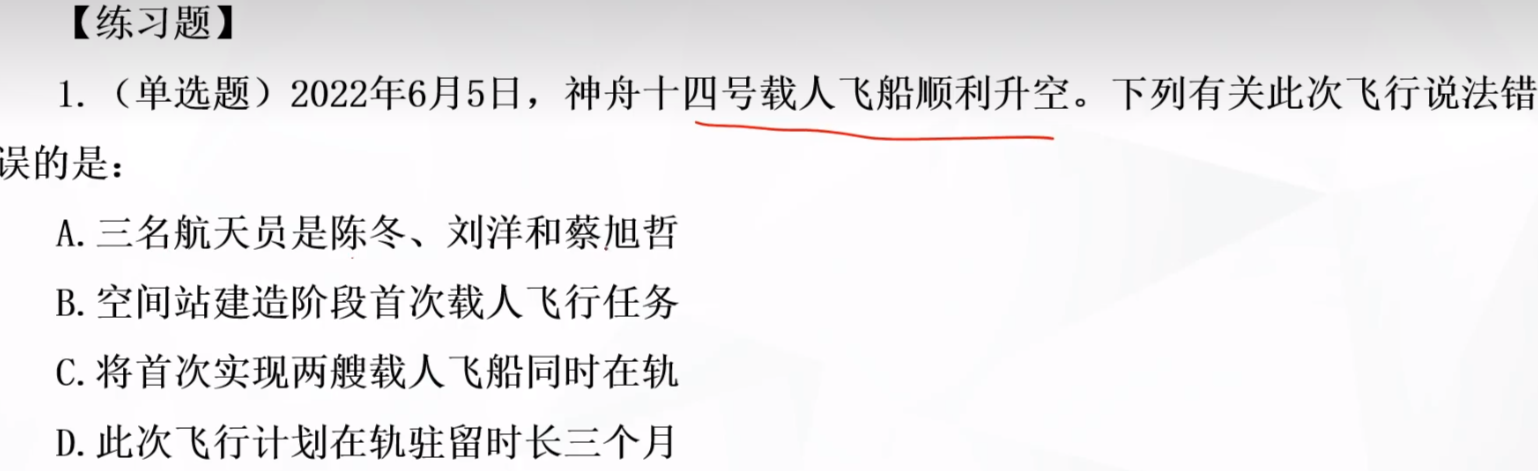 【练习题】
1.（单选题）2022年6月5日，神舟十四号载人飞船顺利升空。下列有关此次飞行说法错
误的是：
A.三名航天员是陈冬、刘洋和蔡旭哲
B.空间站建造阶段首次载人飞行任务
C.将首次实现两艘载人飞船同时在轨
D.此次飞行计划在轨驻留时长三个月